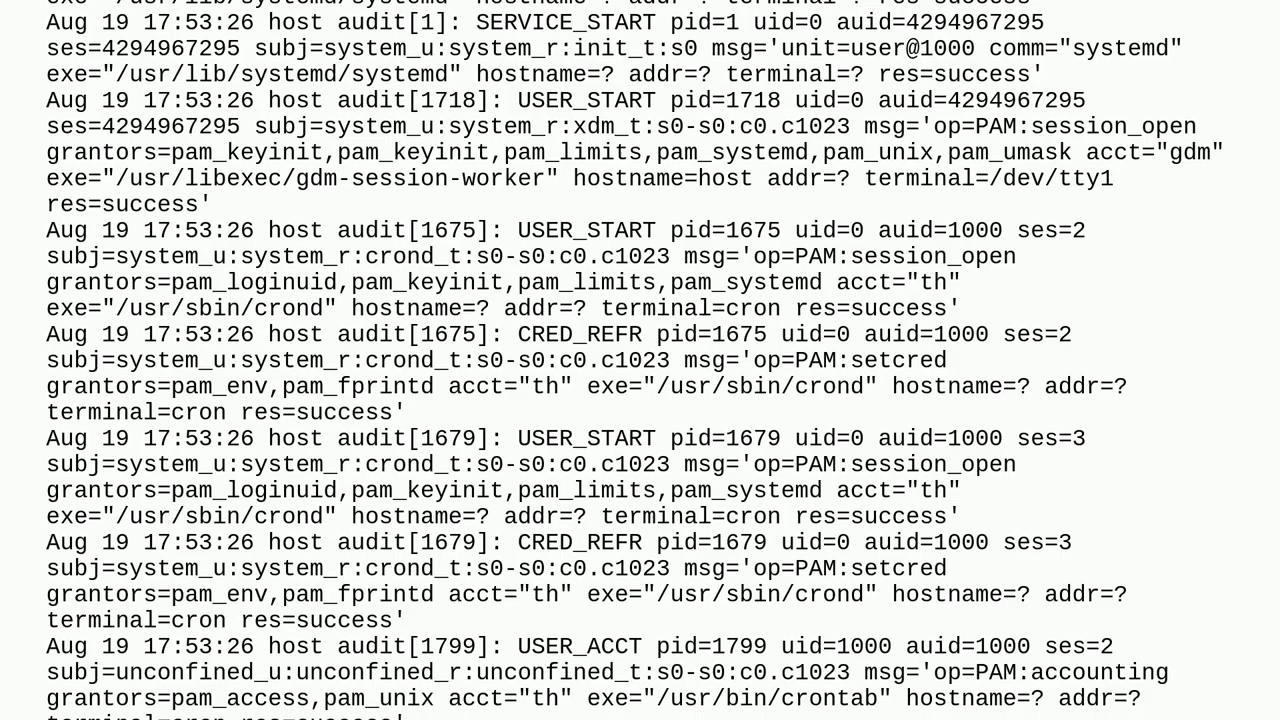 exe="/usr/lib/systemd/systemd" hostname=? addr=? terminal=? res=success'
Aug 19 17:53:26 host audit[1]: SERVICE_START pid=1 uid=0 auid=4294967295
ses=4294967295 subj=system_u:system_r:init_t:s0 msg='unit=user@1000 comm="systemd"
exe="/usr/lib/systemd/systemd" hostname=? addr=? terminal=? res=success'
Aug 19 17:53:26 host audit[1718]: USER_START pid=1718 uid=0 auid=4294967295
ses=4294967295 subj=system_u:system_r:xdm_t:s0-s0:c0.c1023 msg='op=PAM:session_open
grantors=pam_keyinit,pam_keyinit,pam_limits,pam_systemd,pam_unix,pam_umask acct="gdm"
exe="/usr/libexec/gdm-session-worker" hostname=host addr=? terminal=/dev/tty1
res=success'
Aug 19 17:53:26 host audit[1675]: USER_START pid=1675 uid=0 auid=1000 ses=2
subj=system_u:system_r:crond_t:s0-s0:c0.c1023 msg='op=PAM:session_open
grantors=pam_loginuid,pam_keyinit,pam_limits,pam_systemd acct="th"
exe="/usr/sbin/crond" hostname=? addr=? terminal=cron res=success'
Aug 19 17:53:26 host audit[1675]: CRED_REFR pid=1675 uid=0 auid=1000 ses=2
subj=system_u:system_r:crond_t:s0-s0:c0.c1023 msg='op=PAM:setcred
grantors=pam_env,pam_fprintd acct="th" exe="/usr/sbin/crond" hostname=? addr=?
terminal=cron res=success'
Aug 19 17:53:26 host audit[1679]: USER_START pid=1679 uid=0 auid=1000 ses=3
subj=system_u:system_r:crond_t:s0-s0:c0.c1023 msg='op=PAM:session_open
grantors=pam_loginuid,pam_keyinit,pam_limits,pam_systemd acct="th"
exe="/usr/sbin/crond" hostname=? addr=? terminal=cron res=success'
Aug 19 17:53:26 host audit[1679]: CRED_REFR pid=1679 uid=0 auid=1000 ses=3
subj=system_u:system_r:crond_t:s0-s0:c0.c1023 msg='op=PAM:setcred
grantors=pam_env,pam_fprintd acct="th" exe="/usr/sbin/crond" hostname=? addr=?
terminal=cron res=success'
Aug 19 17:53:26 host audit[1799]: USER_ACCT pid=1799 uid=1000 auid=1000 ses=2
subj=unconfined_u:unconfined_r:unconfined_t:s0-s0:c0.c1023 msg='op=PAM:accounting
grantors=pam_access,pam_unix acct="th" exe="/usr/bin/crontab" hostname=? addr=?
terminal=cron res=success'